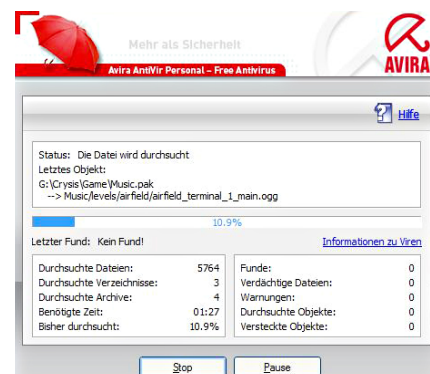 Mehr als Sicherheit
Avira AntiVir Personal – Free Antivirus
AVIRA
Hilfe
Status: Die Datei wird durchsucht
Letztes Objekt:
G:\Crysis\Game\Music.pak
--> Music/levels/airfield/airfield_terminal_1_main.ogg
10.9%
Letzter Fund: Kein Fund!
Informationen zu Viren
Durchsuchte Dateien: 5764
Durchsuchte Verzeichnisse: 3
Durchsuchte Archive: 4
Benötigte Zeit: 01:27
Bisher durchsucht: 10.9%
Funde: 0
Verdächtige Dateien: 0
Warnungen: 0
Durchsuchte Objekte: 0
Versteckte Objekte: 0
Stop
Pause